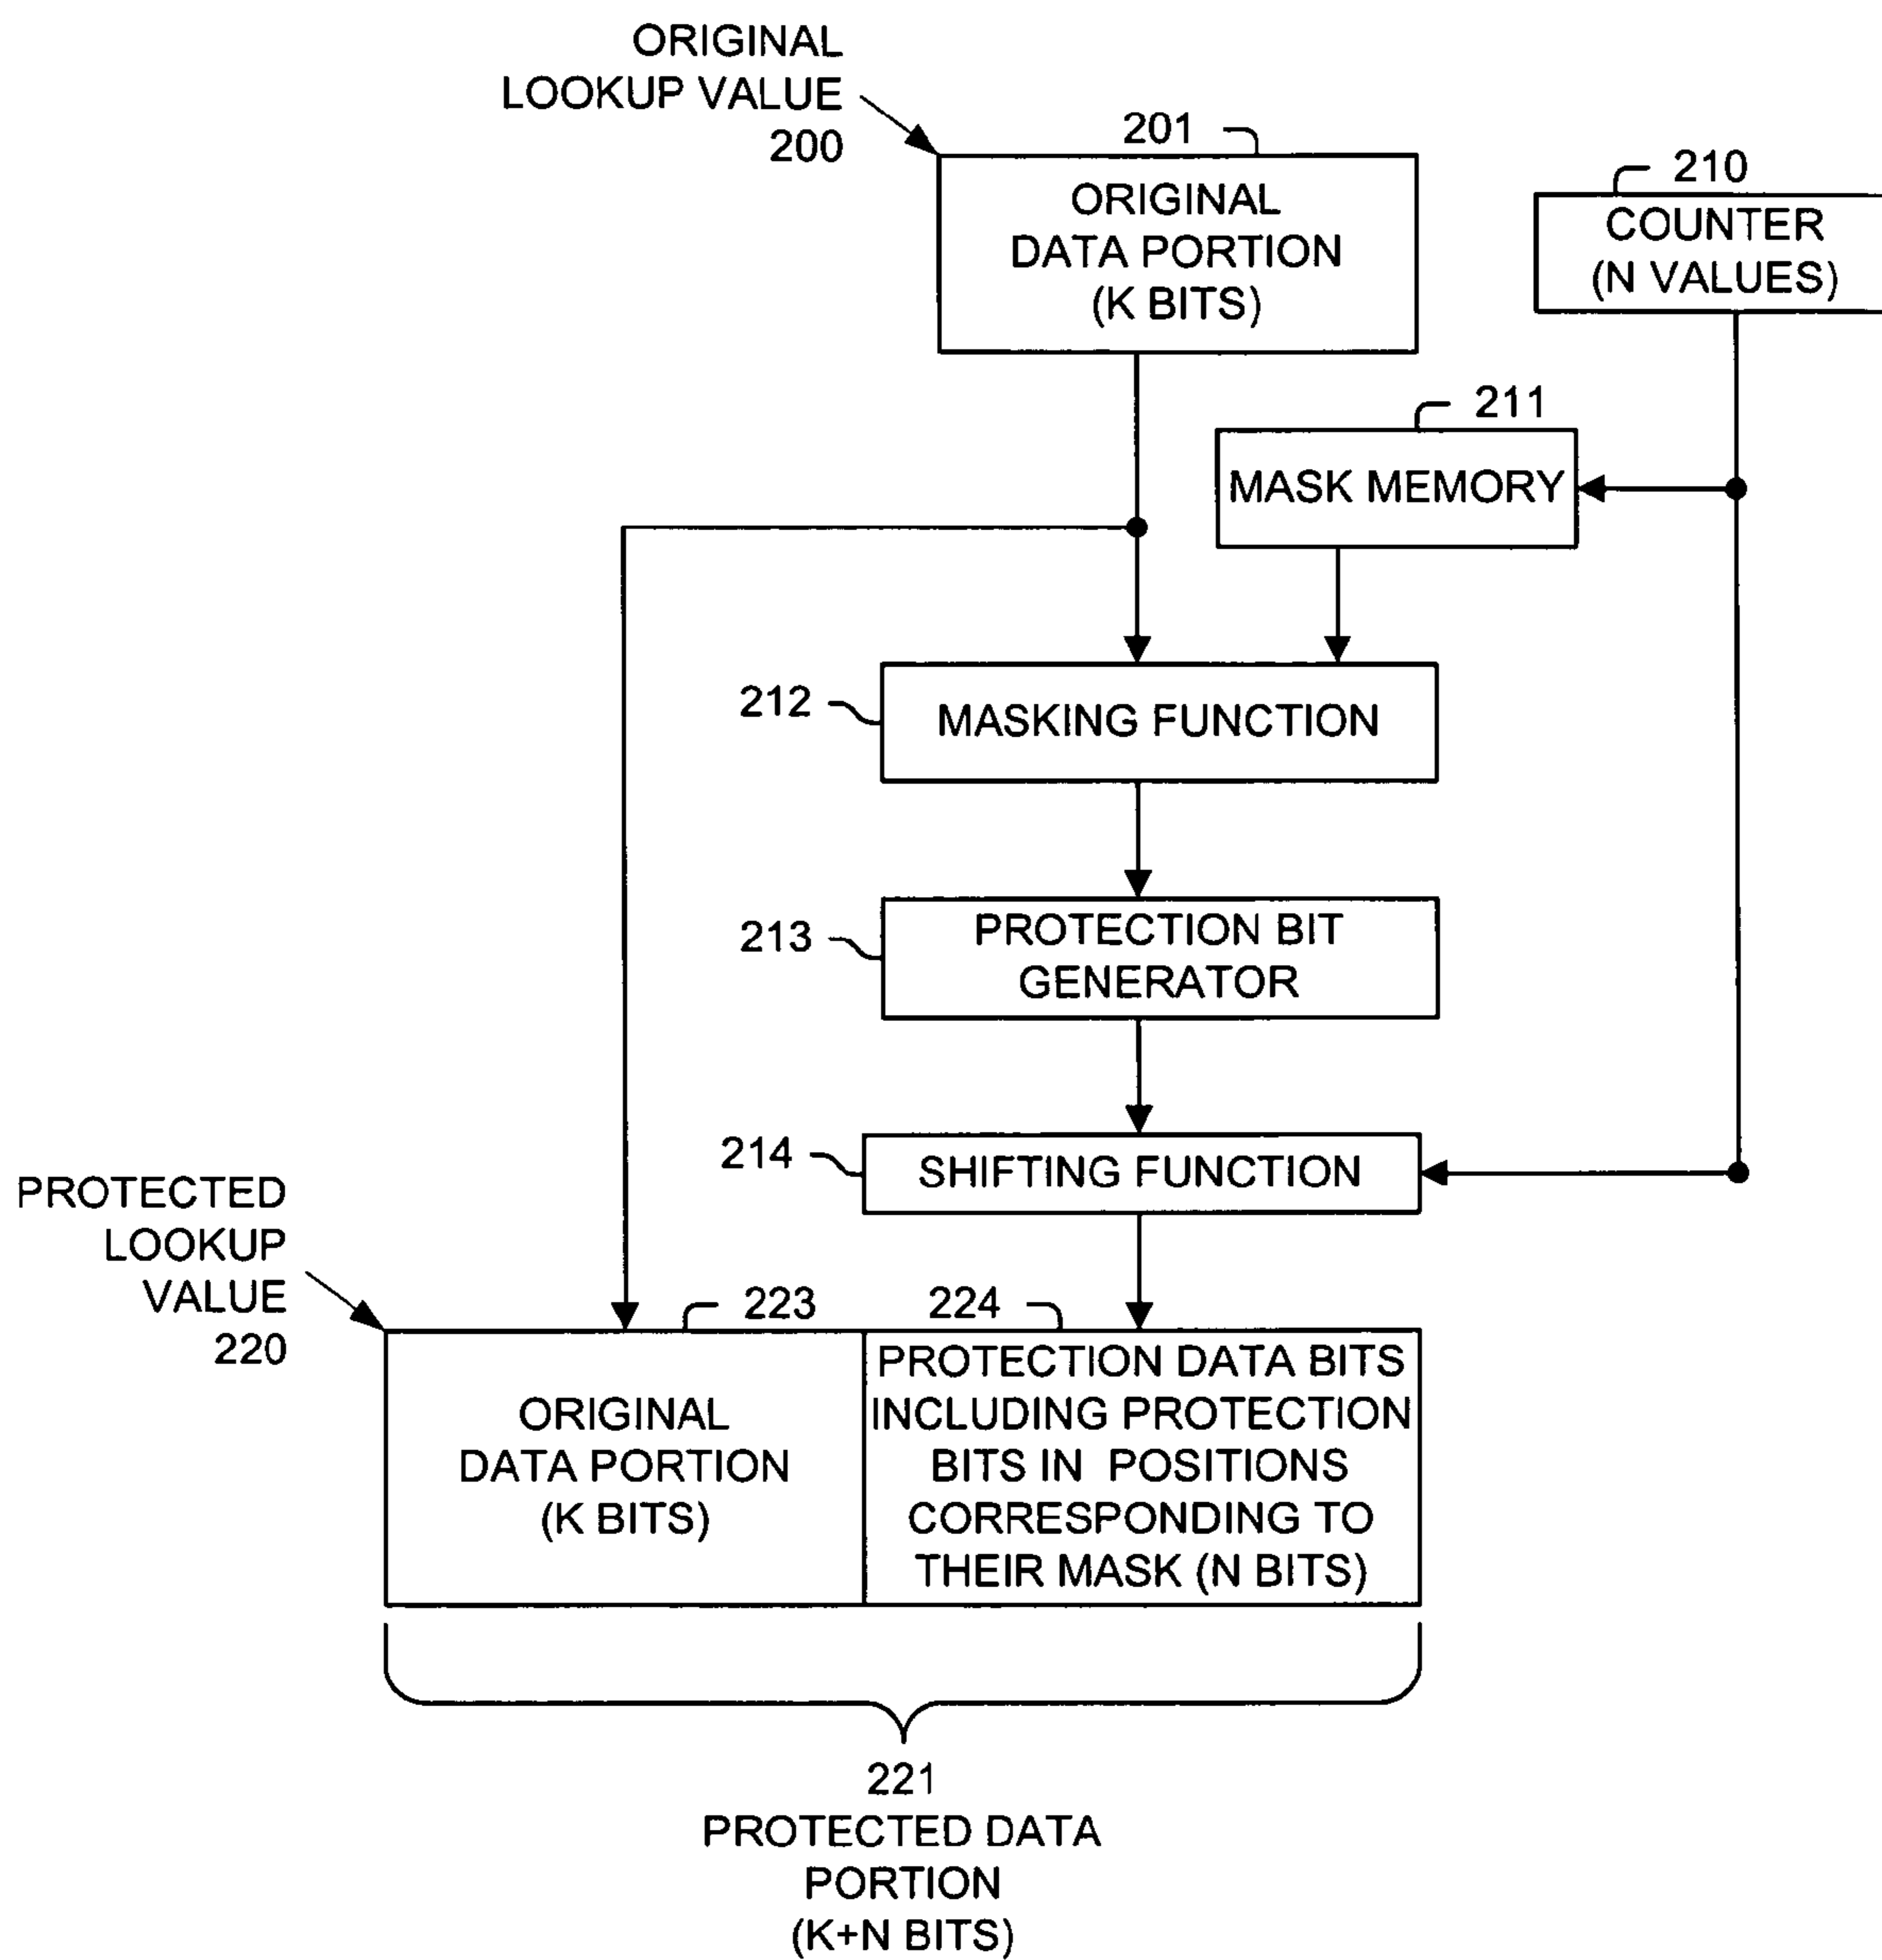 ORIGINAL
LOOKUP VALUE
200
201
ORIGINAL
DATA PORTION
(K BITS)
210
COUNTER
(N VALUES)
211
MASK MEMORY
212
MASKING FUNCTION
213
PROTECTION BIT
GENERATOR
214
SHIFTING FUNCTION
PROTECTED
LOOKUP
VALUE
220
223
ORIGINAL
DATA PORTION
(K BITS)
224
PROTECTION DATA BITS
INCLUDING PROTECTION
BITS IN POSITIONS
CORRESPONDING TO
THEIR MASK (N BITS)
221
PROTECTED DATA
PORTION
(K+N BITS)